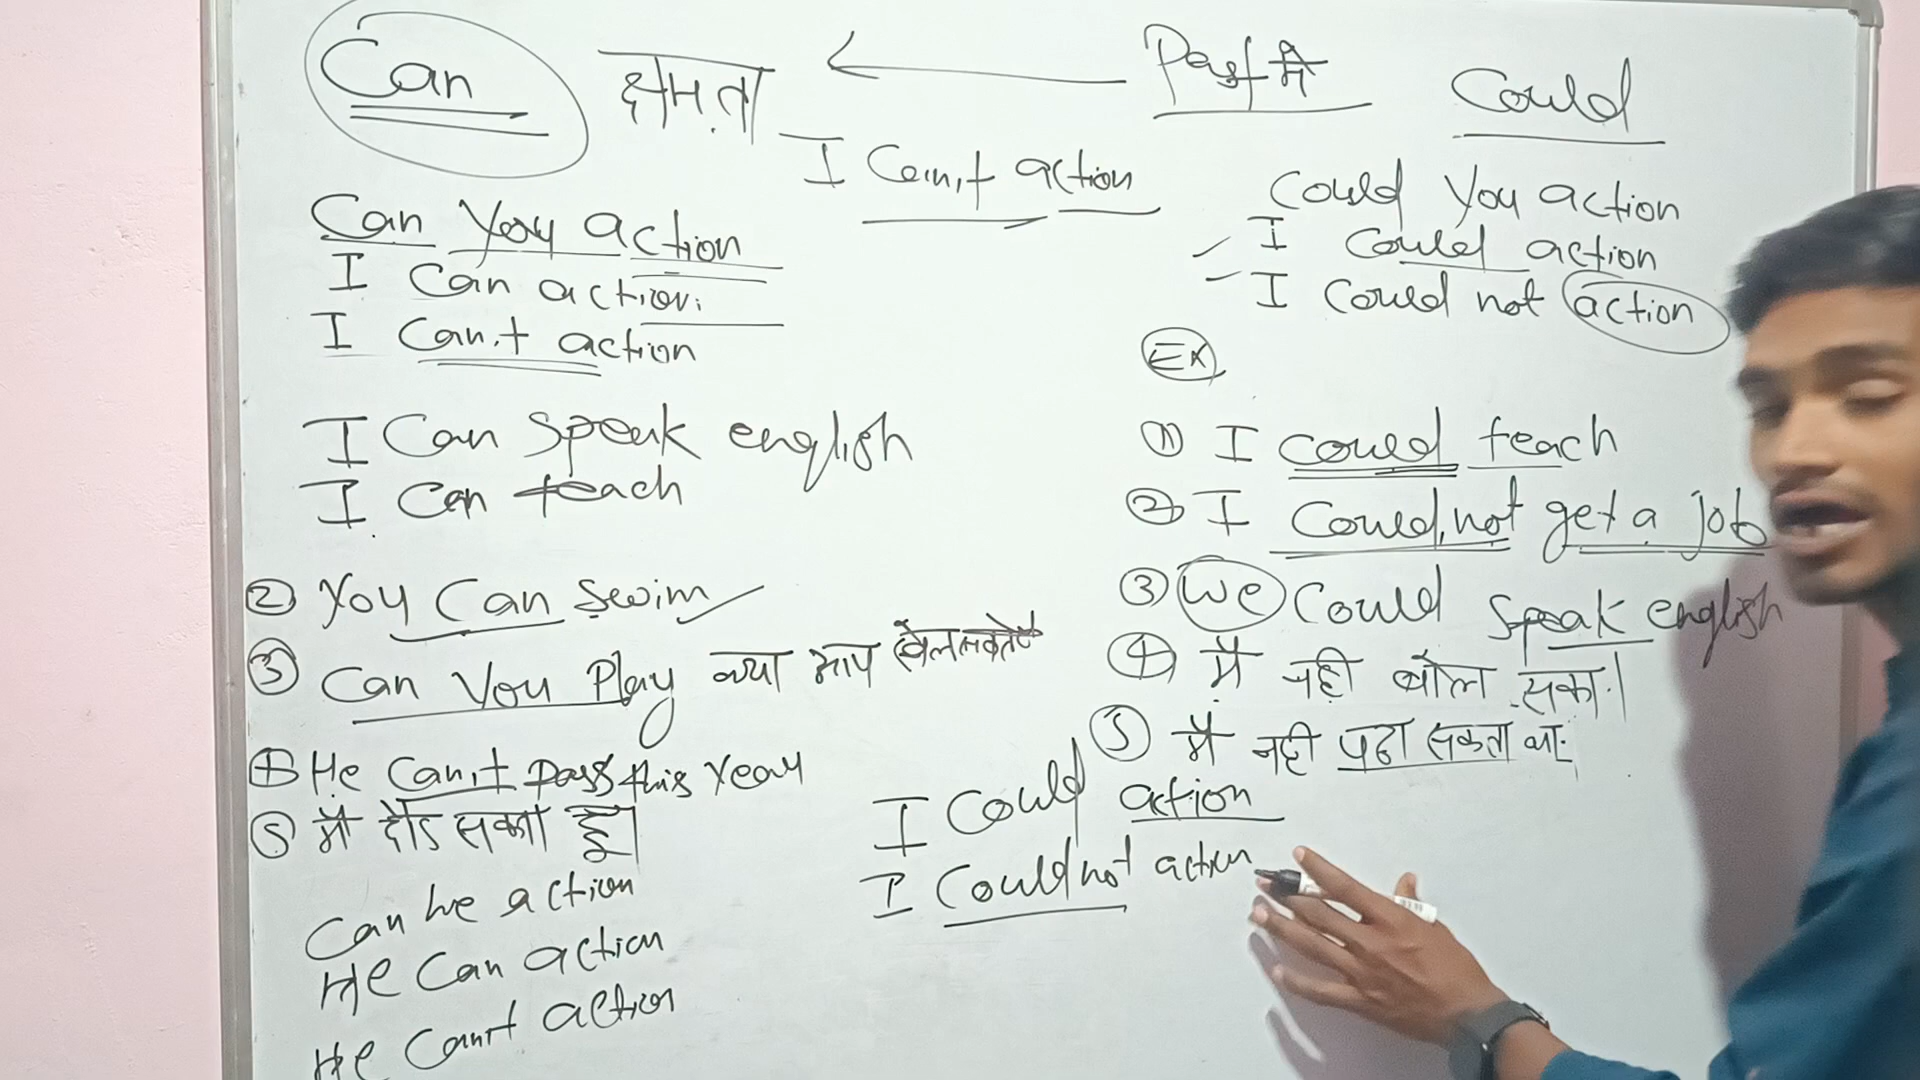 Can क्षमता
Past में Could
I Can,t action
Can You action
I Can action.
I Can,t action
I Can Speak english
I Can teach
② You Can Swim
③ Can You Play क्या आप खेल सकते
④ He Can,t pass this Year
⑤ मैं दौड सकता हूँ।
Can he action
He Can action
He Can't action
Could You action
I Could action
I Could not action
Ex
① I Could teach
② I Could,not get a job
③ We Could Speak english
④ मैं नही बोल सका।
⑤ मैं नही पढा सकता था
I Could action
I Could not action